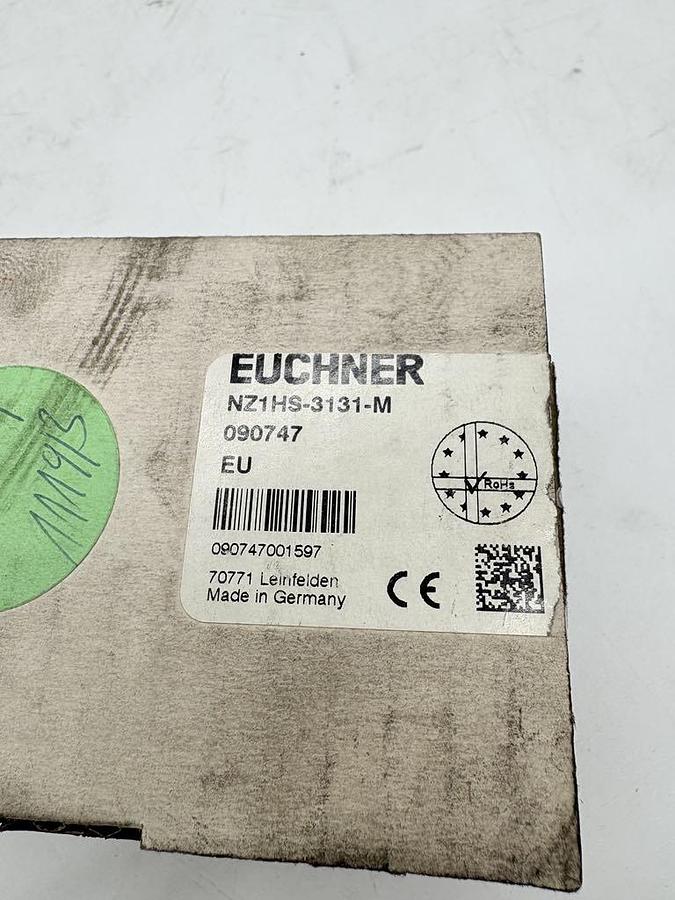 EUCHNER
NZ1HS-3131-M
090747
EU
RoHs
090747001597
70771 Leinfelden
Made in Germany
CE